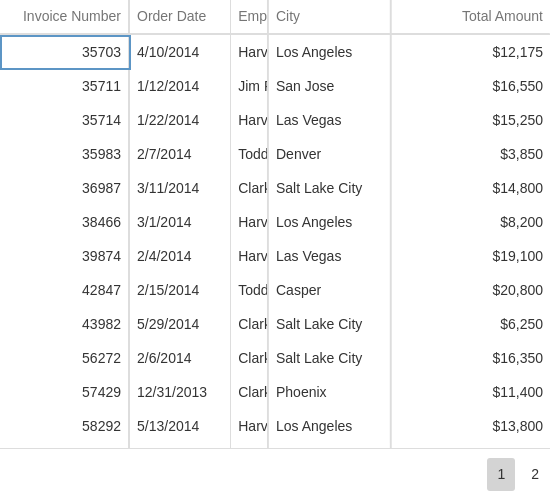 Invoice Number Order Date Emp City Total Amount
35703 4/10/2014 Harv Los Angeles $12,175
35711 1/12/2014 Jim San Jose $16,550
35714 1/22/2014 Harv Las Vegas $15,250
35983 2/7/2014 Todd Denver $3,850
36987 3/11/2014 Clark Salt Lake City $14,800
38466 3/1/2014 Harv Los Angeles $8,200
39874 2/4/2014 Harv Las Vegas $19,100
42847 2/15/2014 Todd Casper $20,800
43982 5/29/2014 Clark Salt Lake City $6,250
56272 2/6/2014 Clark Salt Lake City $16,350
57429 12/31/2013 Clark Phoenix $11,400
58292 5/13/2014 Harv Los Angeles $13,800
1 2